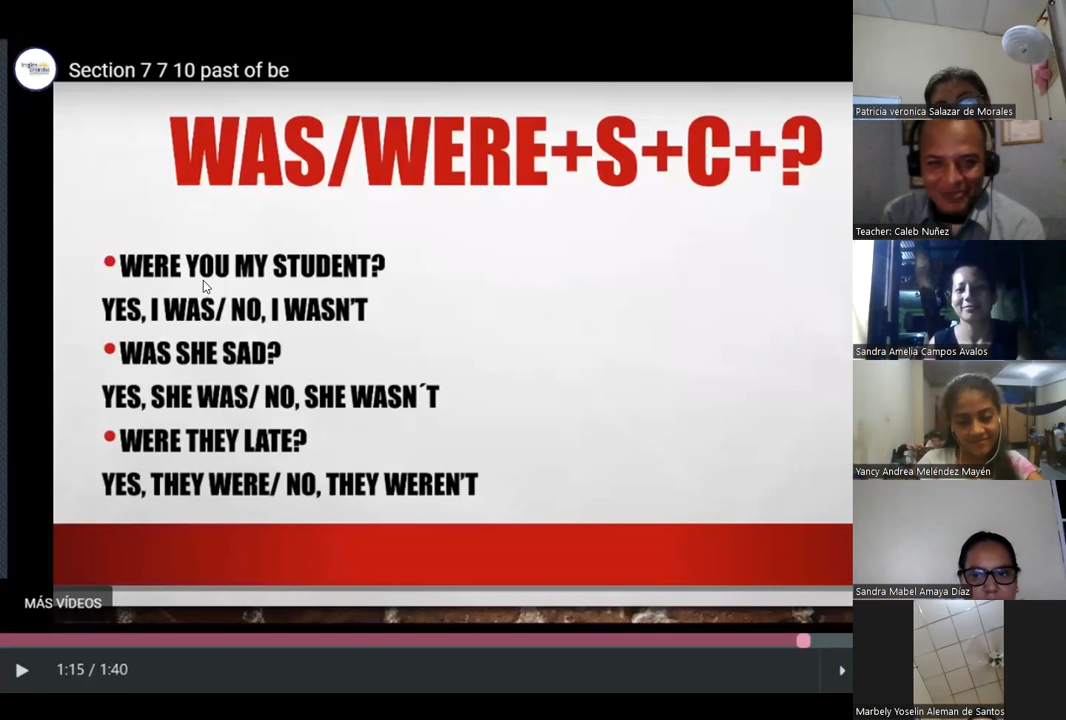 Section 7 7 10 past of be
WAS/WERE+S+C+?
• WERE YOU MY STUDENT?
YES, I WAS/ NO, I WASN'T
• WAS SHE SAD?
YES, SHE WAS/ NO, SHE WASN´T
• WERE THEY LATE?
YES, THEY WERE/ NO, THEY WEREN'T
MÁS VÍDEOS
1:15 / 1:40
Patricia veronica Salazar de Morales
Teacher: Caleb Nuñez
Sandra Amelia Campos Avalos
Yancy Andrea Meléndez Mayén
Sandra Mabel Amaya Díaz
Marbely Yoselin Aleman de Santos